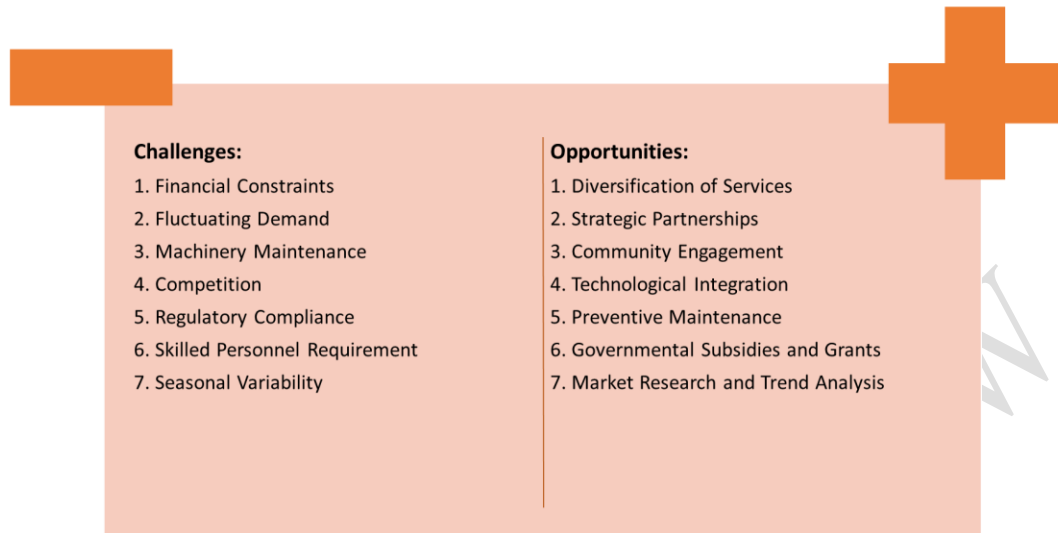 Challenges:
1. Financial Constraints
2. Fluctuating Demand
3. Machinery Maintenance
4. Competition
5. Regulatory Compliance
6. Skilled Personnel Requirement
7. Seasonal Variability
Opportunities:
1. Diversification of Services
2. Strategic Partnerships
3. Community Engagement
4. Technological Integration
5. Preventive Maintenance
6. Governmental Subsidies and Grants
7. Market Research and Trend Analysis
W